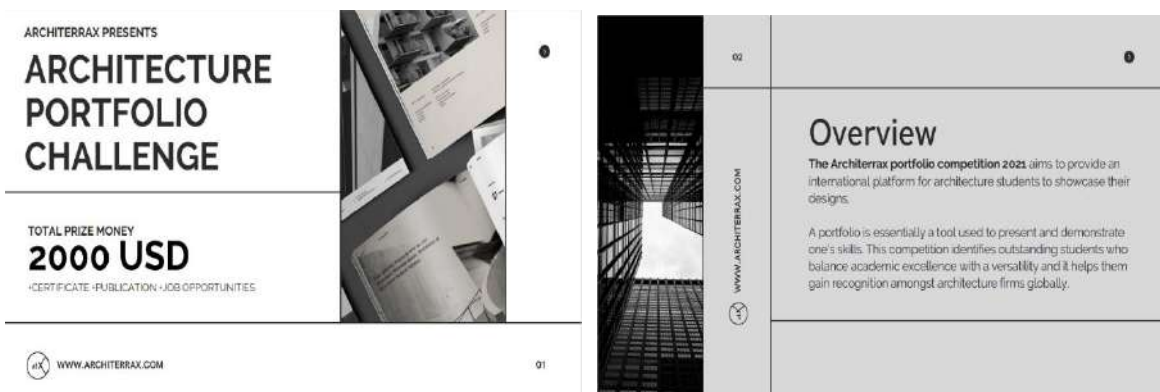 ARCHITERRAX PRESENTS
ARCHITECTURE
PORTFOLIO
CHALLENGE
TOTAL PRIZE MONEY
2000 USD
•CERTIFICATE •PUBLICATION •JOB OPPORTUNITIES
WWW.ARCHITERRAX.COM
01
02
WWW.ARCHITERRAX.COM
Overview
The Architerrax portfolio competition 2021 aims to provide an
international platform for architecture students to showcase their
designs.
A portfolio is essentially a tool used to present and demonstrate
one's skills. This competition identifies outstanding students who
balance academic excellence with a versatility and it helps them
gain recognition amongst architecture firms globally.